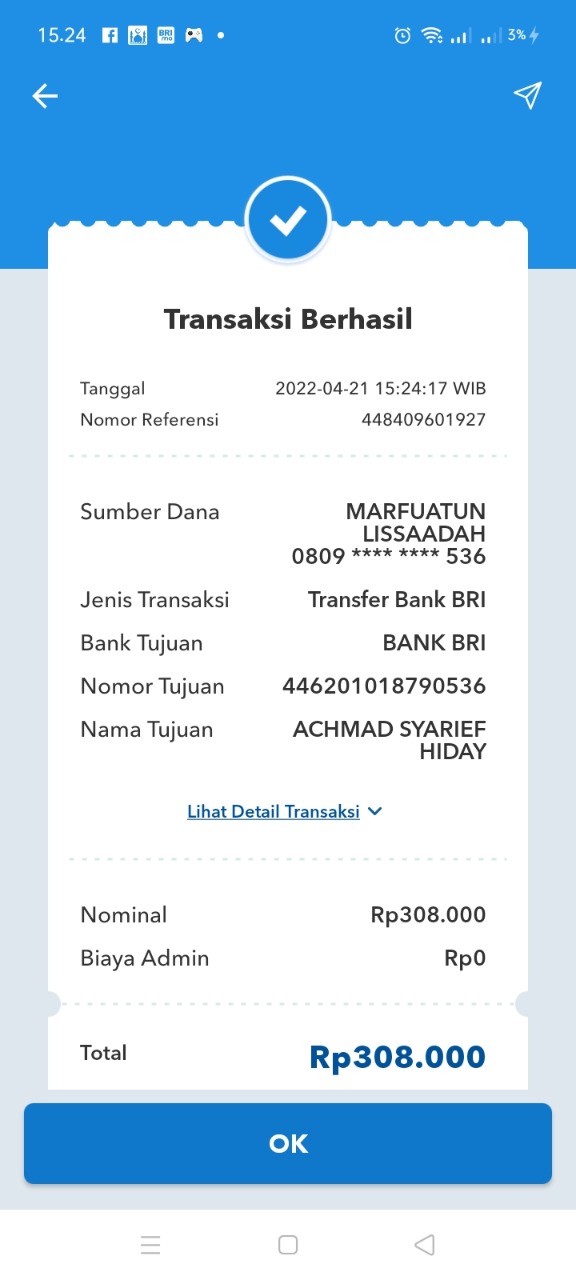 15.24 BRI mo 3%
Transaksi Berhasil
Tanggal 2022-04-21 15:24:17 WIB
Nomor Referensi 448409601927
Sumber Dana MARFUATUN
LISSAADAH
0809 **** **** 536
Jenis Transaksi Transfer Bank BRI
Bank Tujuan BANK BRI
Nomor Tujuan 446201018790536
Nama Tujuan ACHMAD SYARIEF
HIDAY
Lihat Detail Transaksi
Nominal Rp308.000
Biaya Admin Rp0
Total Rp308.000
OK